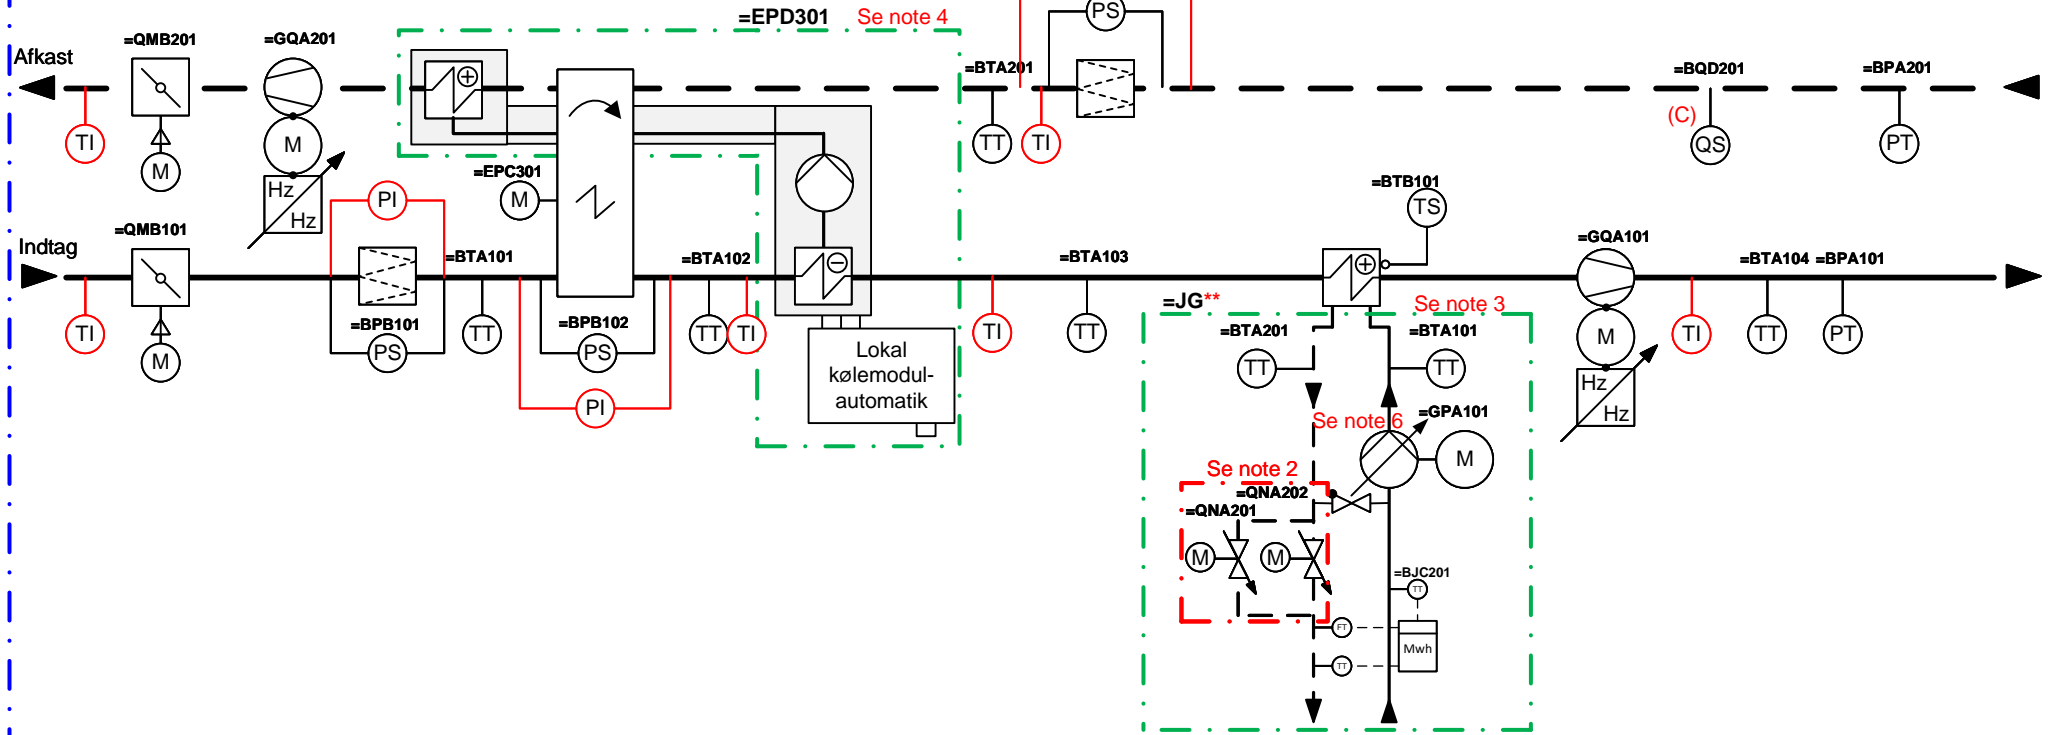 =EPD301 Se note 4
PS
=QMB201
=GQA201
Afkast
=BTA201
=BQD201
=BPA201
(C)
TI
M
M
TT
TI
QS
PT
Hz
Hz
=EPC301
M
PI
=BTB101
TS
=QMB101
Indtag
=BTA101
=BTA102
=BTA103
=GQA101
=BTA104 =BPA101
=JG** Se note 3
TI
M
=BPB101
PS
TT
=BPB102
PS
TT
TI
TI
TT
=BTA201
=BTA101
M
TI
TT
PT
Lokal
kølemodul-
automatik
TT
TT
Hz
Hz
PI
Se note 6
=GPA101
M
Se note 2
=QNA202
=QNA201
M
M
=BJC201
TT
FT
Mwh
TT